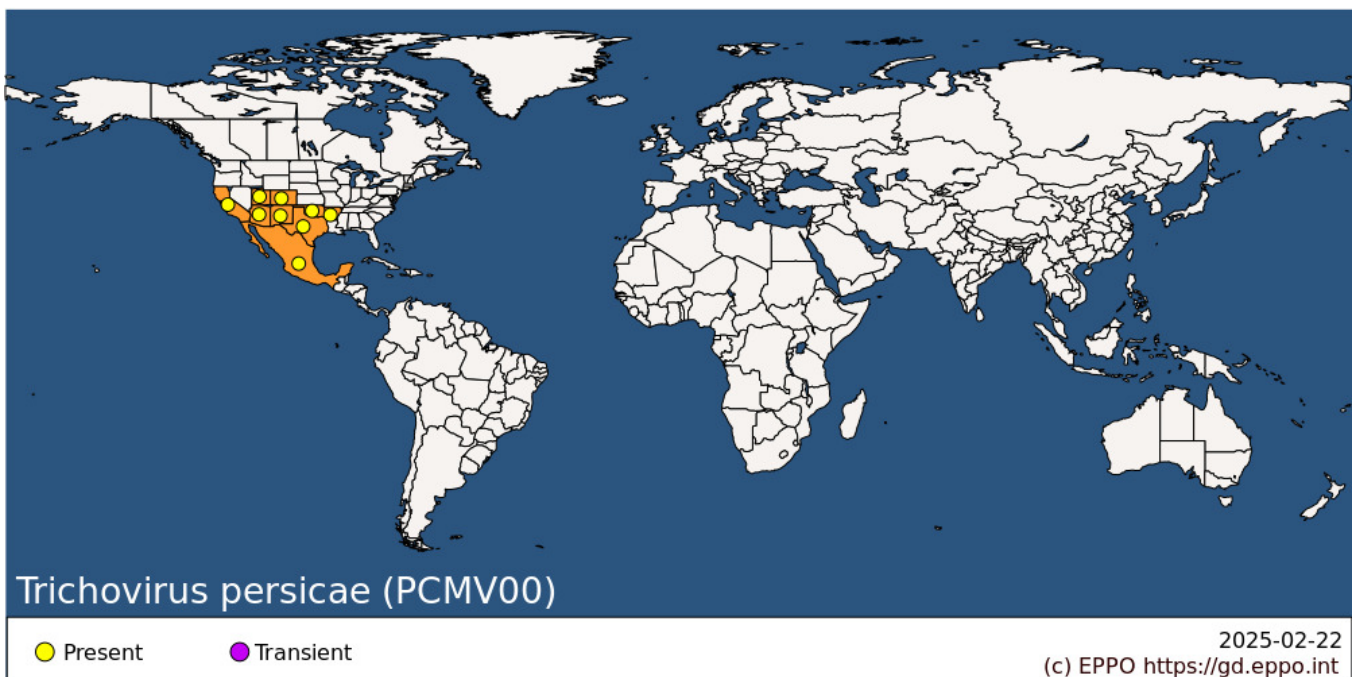 Trichovirus persicae (PCMV00)
Present
Transient
2025-02-22
(c) EPPO https://gd.eppo.int